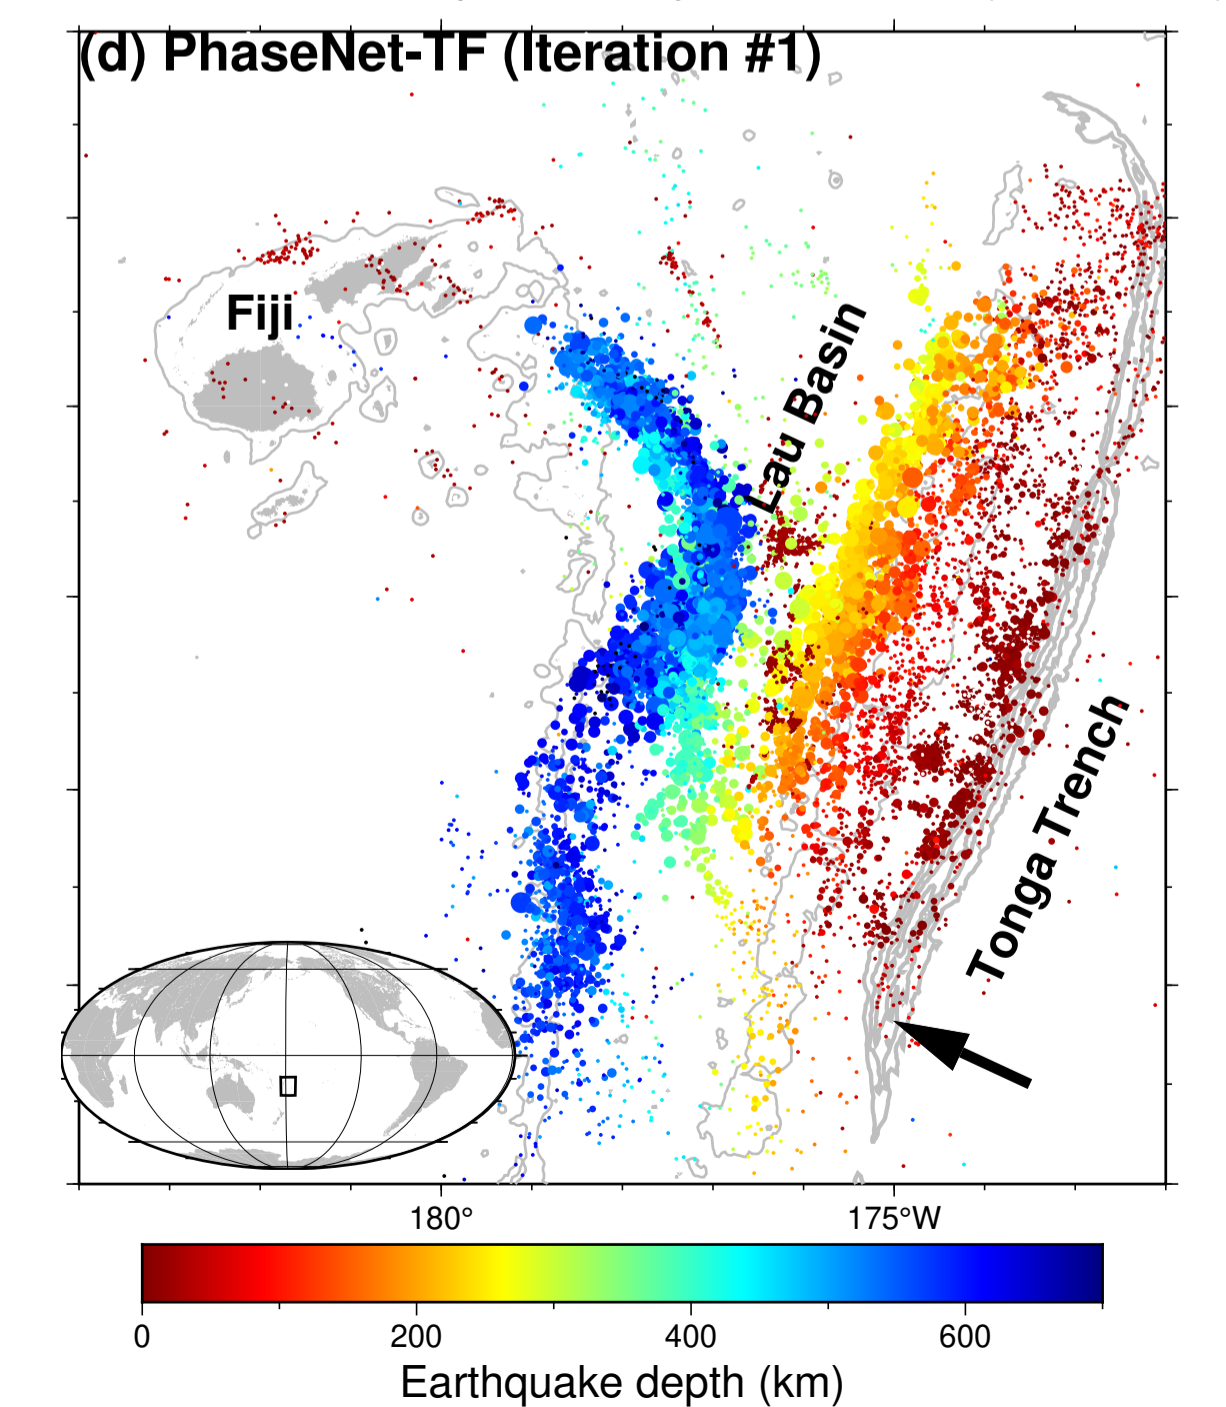 (d) PhaseNet-TF (Iteration #1)
Fiji
Lau Basin
Tonga Trench
180°
175°W
0
200
400
600
Earthquake depth (km)